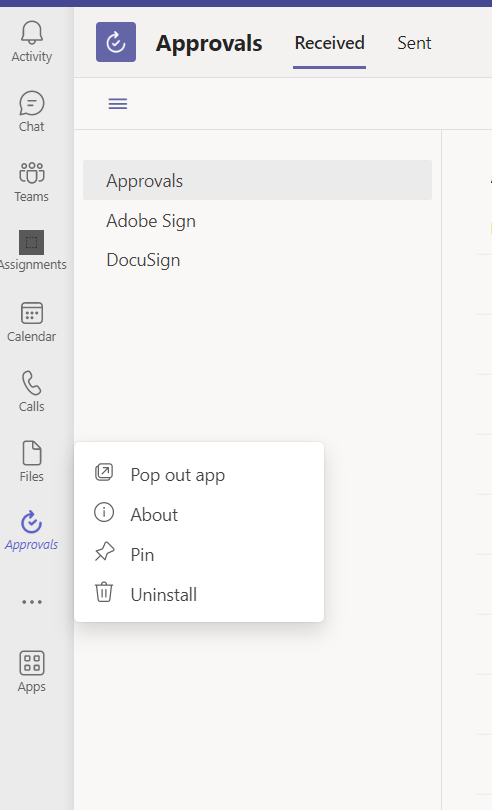 Activity
Chat
Teams
Assignments
Calendar
Calls
Files
Approvals
Apps
Approvals
Received
Sent
Approvals
Adobe Sign
DocuSign
Pop out app
About
Pin
Uninstall